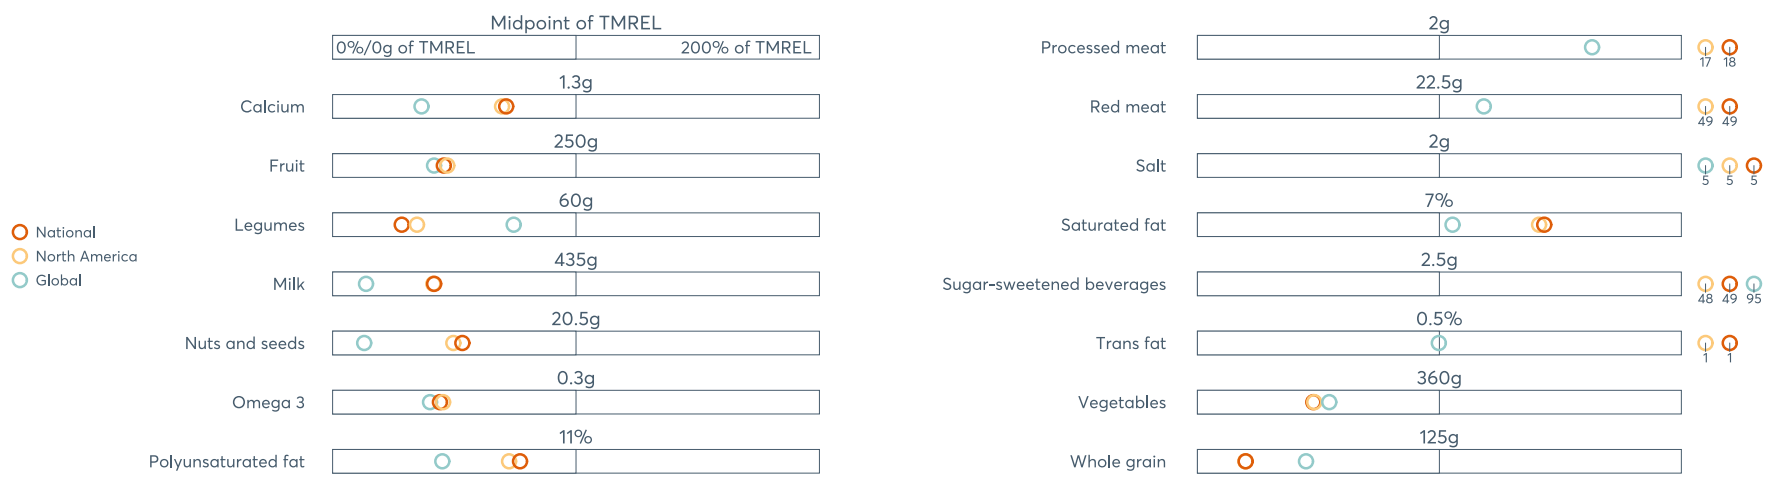 Midpoint of TMREL
0%/0g of TMREL 200% of TMREL
1.3g
Calcium
250g
Fruit
60g
Legumes
435g
Milk
20.5g
Nuts and seeds
0.3g
Omega 3
11%
Polyunsaturated fat
National
North America
Global
2g
Processed meat
17 18
22.5g
Red meat
49 49
2g
Salt
5 5 5
7%
Saturated fat
2.5g
Sugar-sweetened beverages
48 49 95
0.5%
Trans fat
1 1
360g
Vegetables
125g
Whole grain